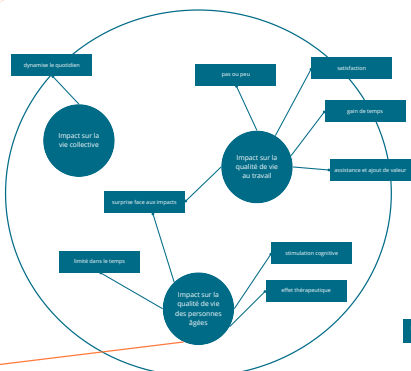 dynamise le quotidien
satisfaction
pas ou peu
gain de temps
Impact sur la
vie collective
Impact sur la
qualité de vie
au travail
assistance et ajout de valeur
surprise face aux impacts
limité dans le temps
stimulation cognitive
effet thérapeutique
Impact sur la
qualité de vie
des personnes
âgées